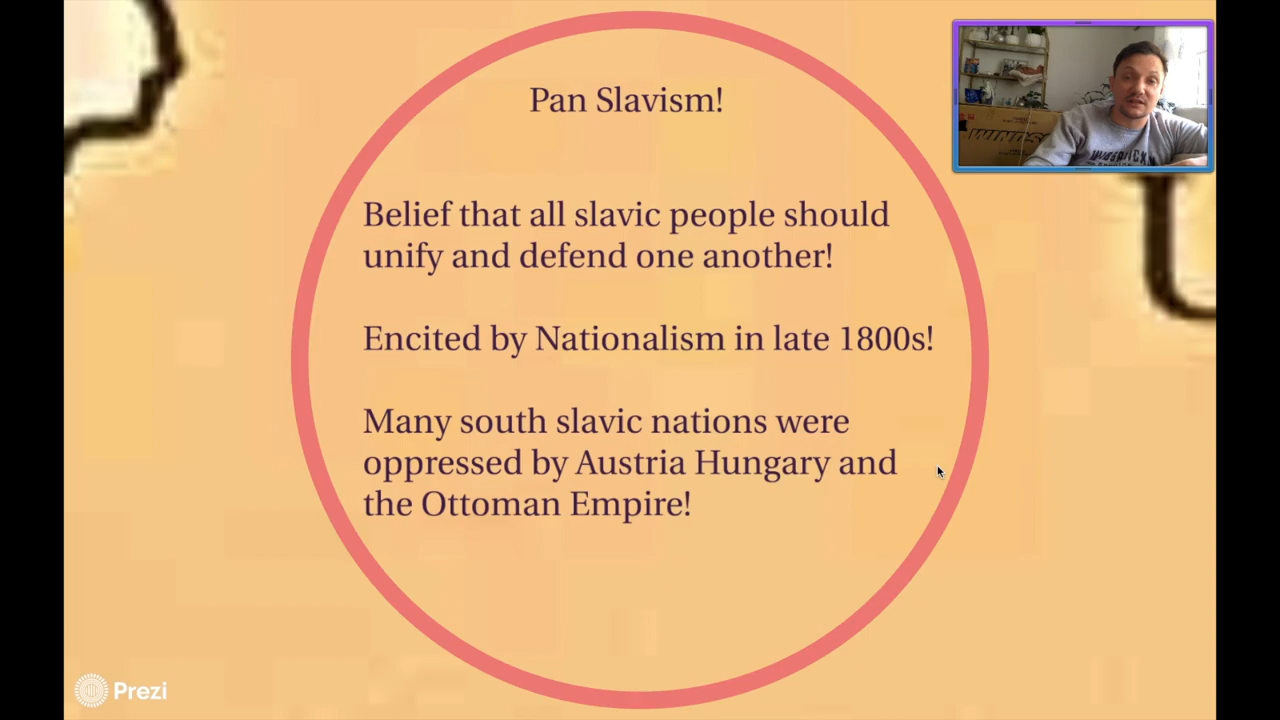 Pan Slavism!
Belief that all slavic people should
unify and defend one another!
Encited by Nationalism in late 1800s!
Many south slavic nations were
oppressed by Austria Hungary and
the Ottoman Empire!
Prezi